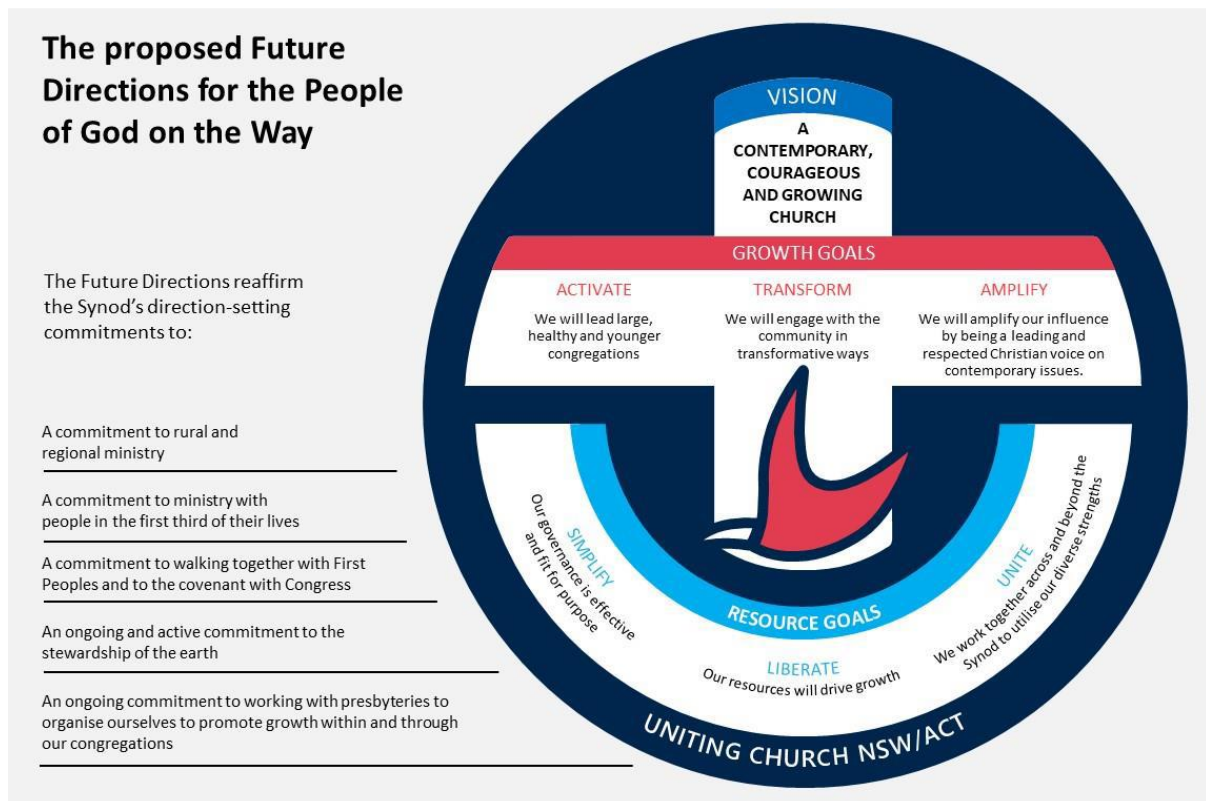 The proposed Future
Directions for the People
of God on the Way
The Future Directions reaffirm
the Synod’s direction-setting
commitments to:
A commitment to rural and
regional ministry
A commitment to ministry with
people in the first third of their lives
A commitment to walking together with First
Peoples and to the covenant with Congress
An ongoing and active commitment to the
stewardship of the earth
An ongoing commitment to working with presbyteries to
organise ourselves to promote growth within and through
our congregations
VISION
A
CONTEMPORARY,
COURAGEOUS
AND GROWING
CHURCH
GROWTH GOALS
ACTIVATE
We will lead large,
healthy and younger
congregations
TRANSFORM
We will engage with the
community in
transformative ways
AMPLIFY
We will amplify our influence
by being a leading and
respected Christian voice on
contemporary issues.
RESOURCE GOALS
SIMPLIFY
Our governance is effective
and fit for purpose
LIBERATE
Our resources will drive growth
UNITE
We work together across and beyond the
Synod to utilise our diverse strengths
UNITING CHURCH NSW/ACT